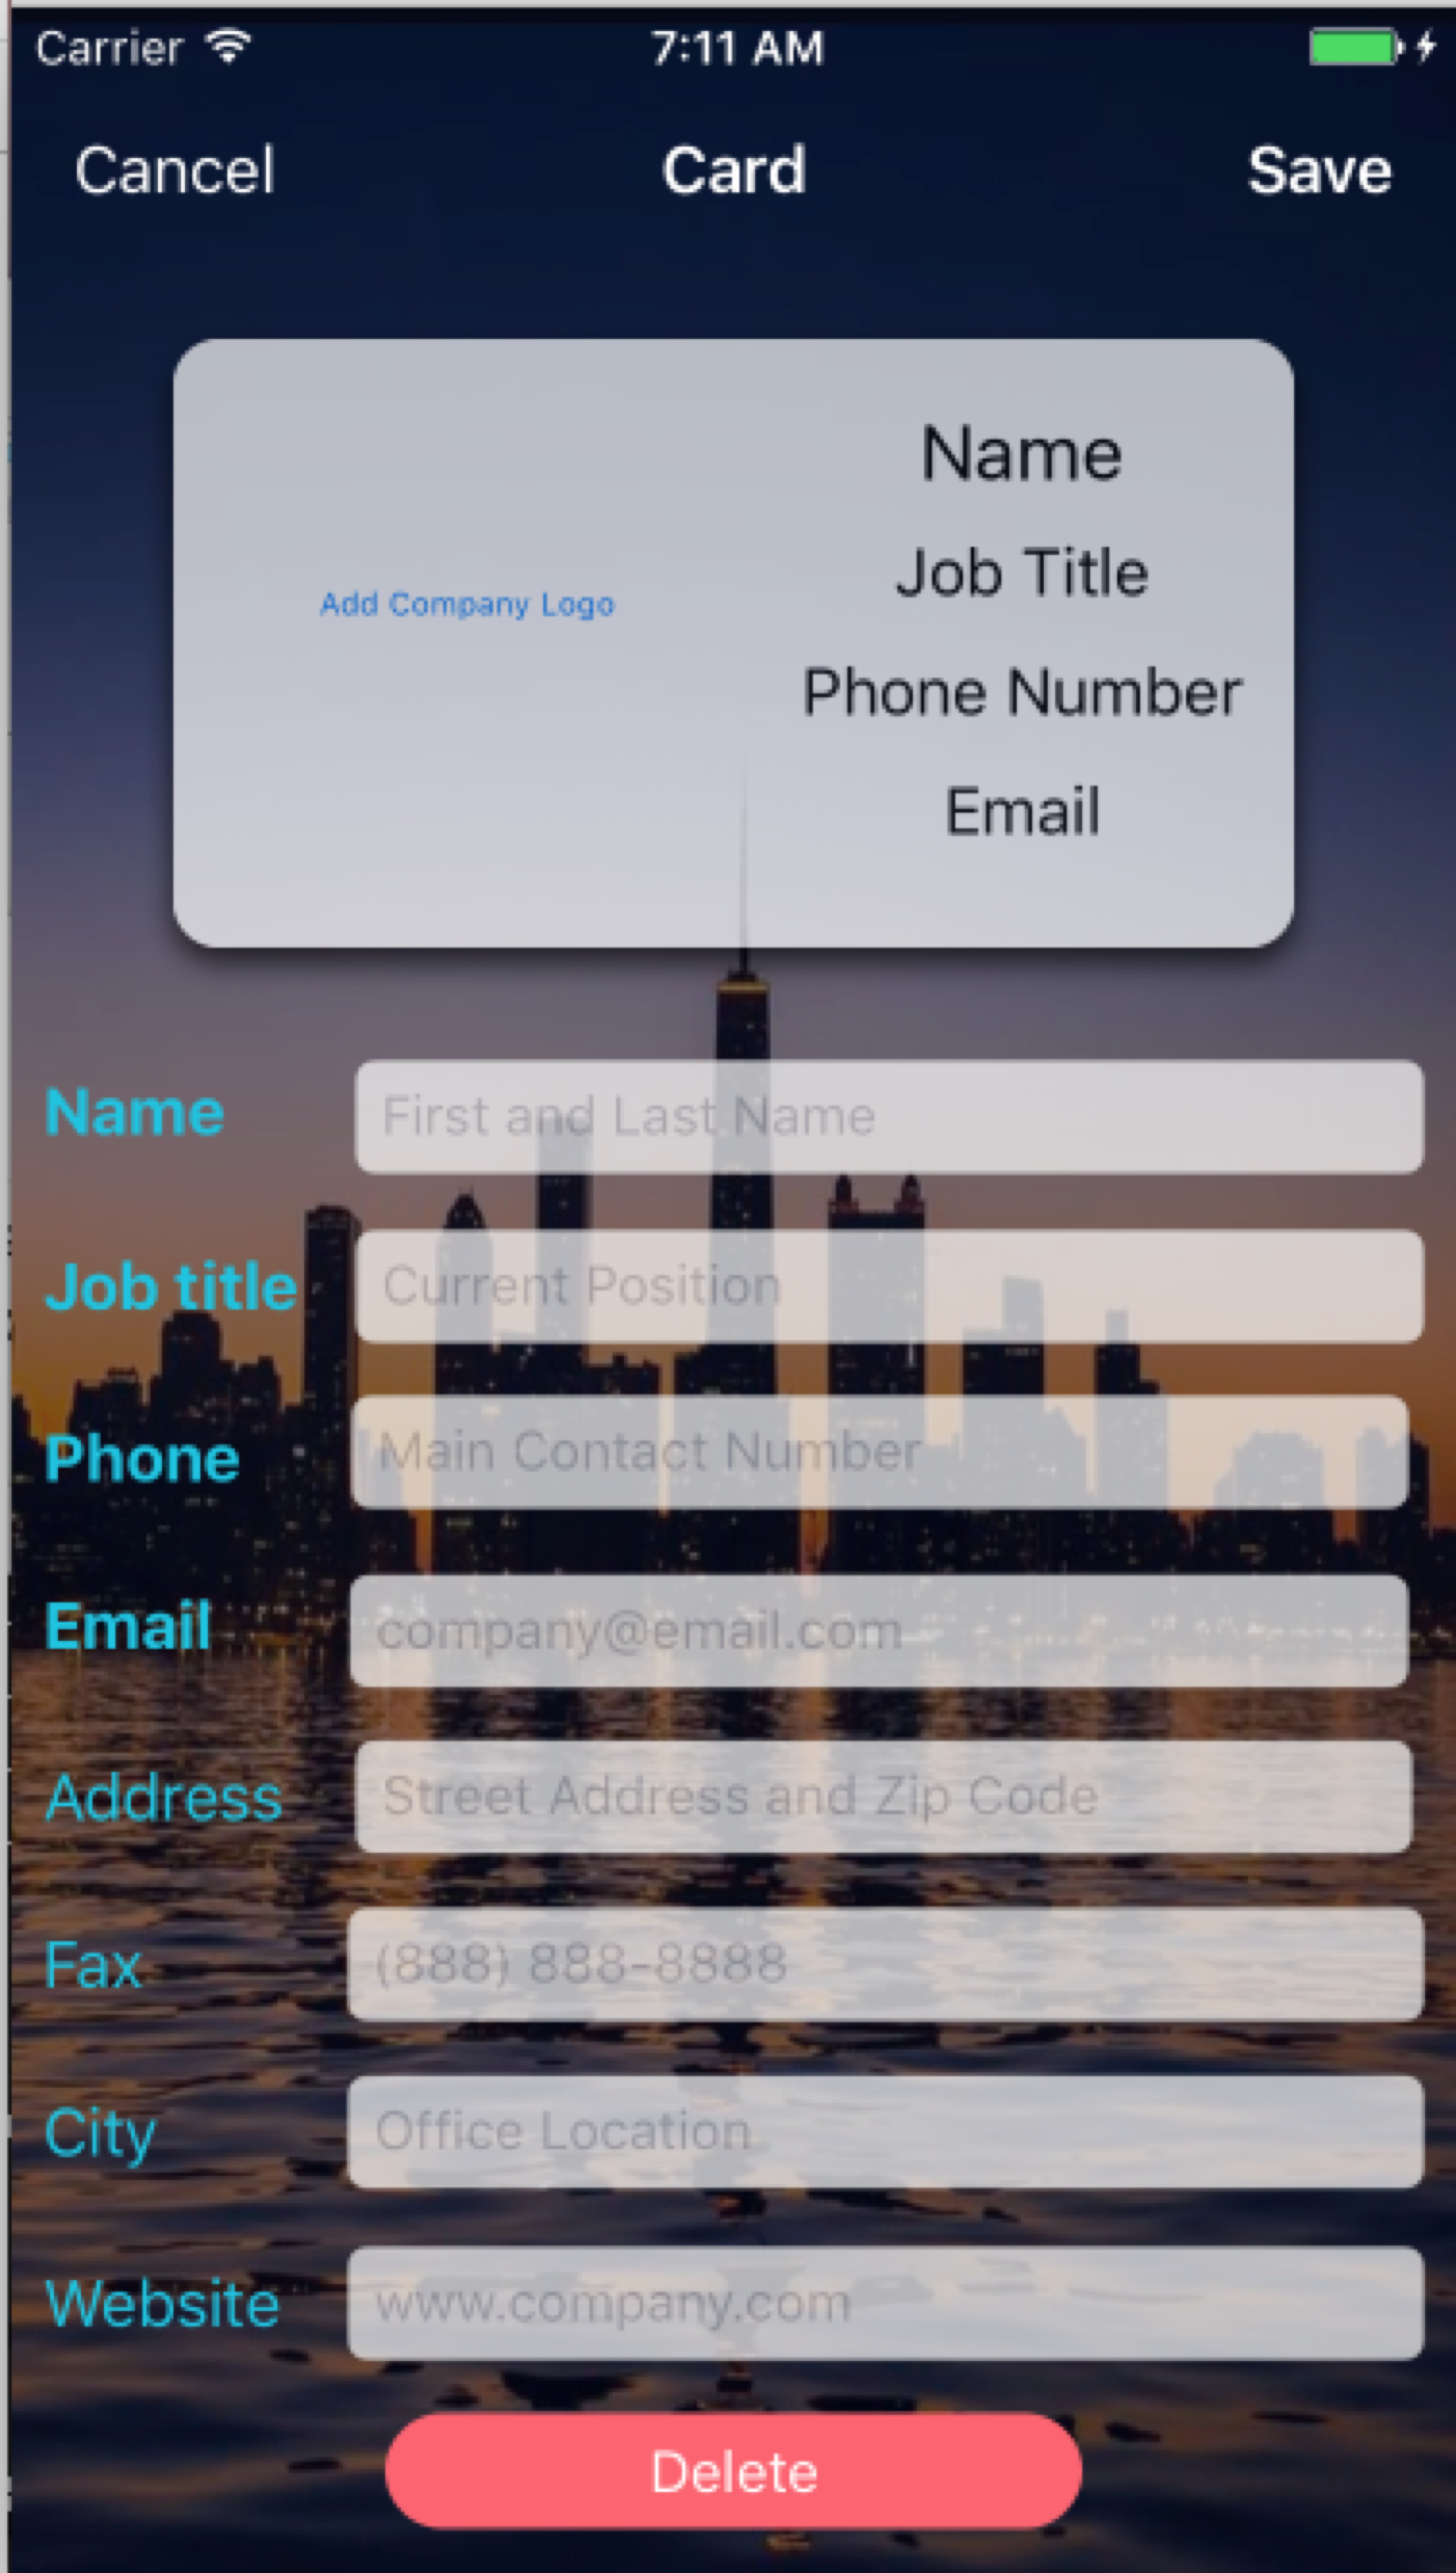 Carrier 7:11 AM
Cancel Card Save
Name
Job Title
Add Company Logo
Phone Number
Email
Name First and Last Name
Job title Current Position
Phone Main Contact Number
Email company@email.com
Address Street Address and Zip Code
Fax (888) 888-8888
City Office Location
Website www.company.com
Delete